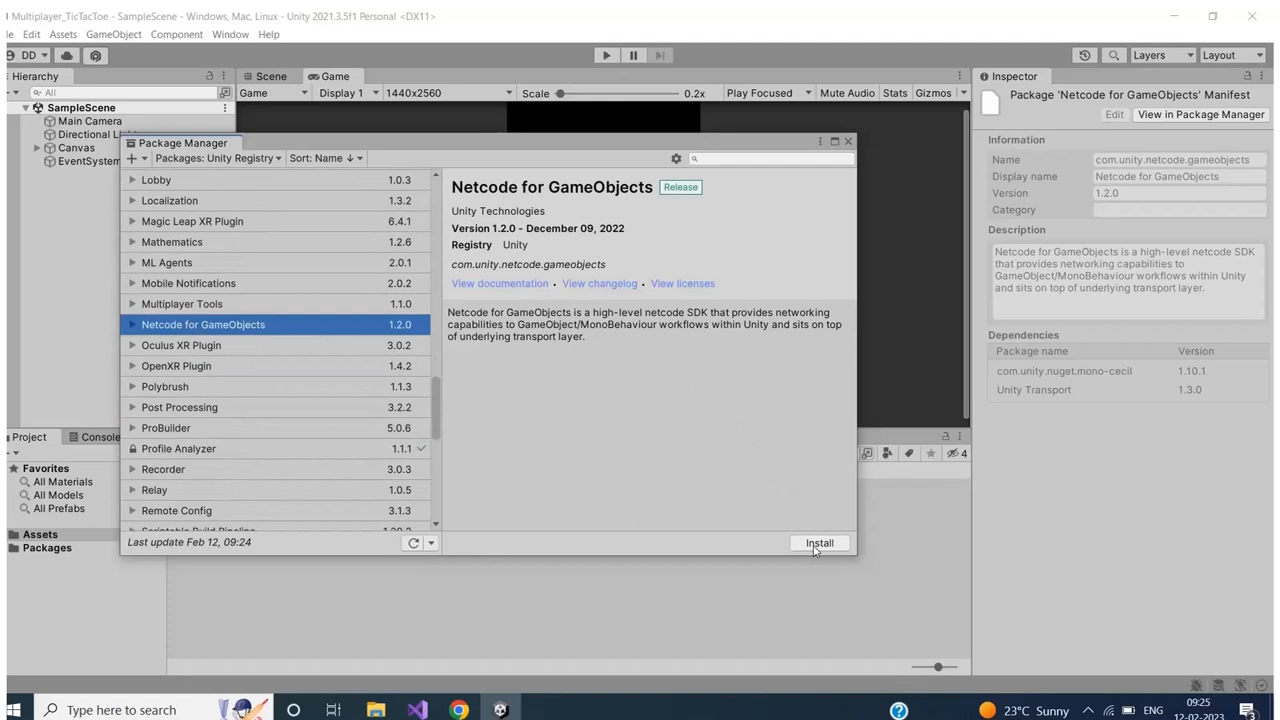 Multiplayer_TicTacToe - SampleScene - Windows, Mac, Linux - Unity 2021.3.5f1 Personal <DX11>
Edit Assets GameObject Component Window Help
DD Layers Layout
Hierarchy
Scene Game
Inspector
All
Game Display 1 1440x2560 Scale 0.2x Play Focused Mute Audio Stats Gizmos
Package 'Netcode for GameObjects' Manifest
Edit View in Package Manager
SampleScene
Main Camera
Directional
Canvas
EventSystem
Package Manager
Packages: Unity Registry Sort: Name
Lobby 1.0.3
Localization 1.3.2
Magic Leap XR Plugin 6.4.1
Mathematics 1.2.6
ML Agents 2.0.1
Mobile Notifications 2.0.2
Multiplayer Tools 1.1.0
Netcode for GameObjects 1.2.0
Oculus XR Plugin 3.0.2
OpenXR Plugin 1.4.2
Polybrush 1.1.3
Post Processing 3.2.2
ProBuilder 5.0.6
Profile Analyzer 1.1.1
Recorder 3.0.3
Relay 1.0.5
Remote Config 3.1.3
Last update Feb 12, 09:24
Netcode for GameObjects Release
Unity Technologies
Version 1.2.0 - December 09, 2022
Registry Unity
com.unity.netcode.gameobjects
View documentation • View changelog • View licenses
Netcode for GameObjects is a high-level netcode SDK that provides networking
capabilities to GameObject/MonoBehaviour workflows within Unity and sits on top
of underlying transport layer.
Install
Information
Name com.unity.netcode.gameobjects
Display name Netcode for GameObjects
Version 1.2.0
Category
Description
Netcode for GameObjects is a high-level netcode SDK
that provides networking capabilities to
GameObject/MonoBehaviour workflows within Unity
and sits on top of underlying transport layer.
Dependencies
Package name Version
com.unity.nuget.mono-cecil 1.10.1
Unity Transport 1.3.0
Project Console
4
Favorites
All Materials
All Models
All Prefabs
Assets
Packages
Type here to search
23°C Sunny ENG
09:25
12-02-2023
3